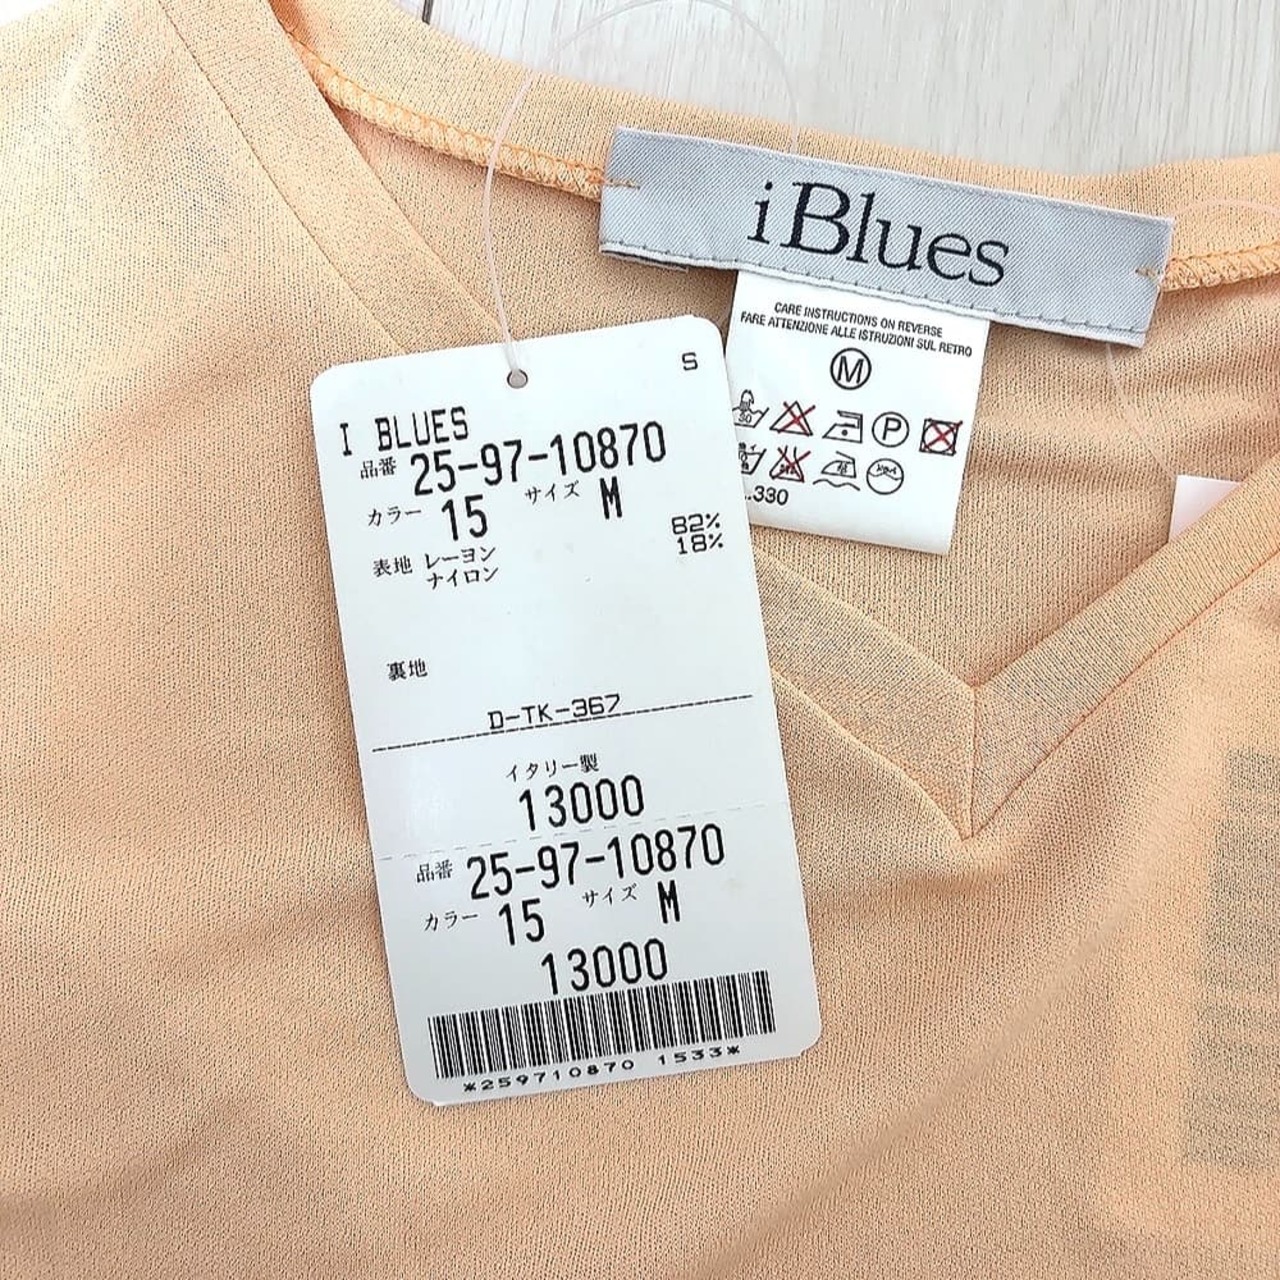 iBlues
CARE INSTRUCTIONS ON REVERSE
FARE ATTENZIONE ALLE ISTRUZIONI SUL RETRO
M
30
P
.330
S
I BLUES
品番 25-97-10870
カラー 15 サイズ M
表地 レーヨン 82%
ナイロン 18%
裏地
D-TK-367
イタリー製
13000
品番 25-97-10870
カラー 15 サイズ M
13000
*259710870 1533*